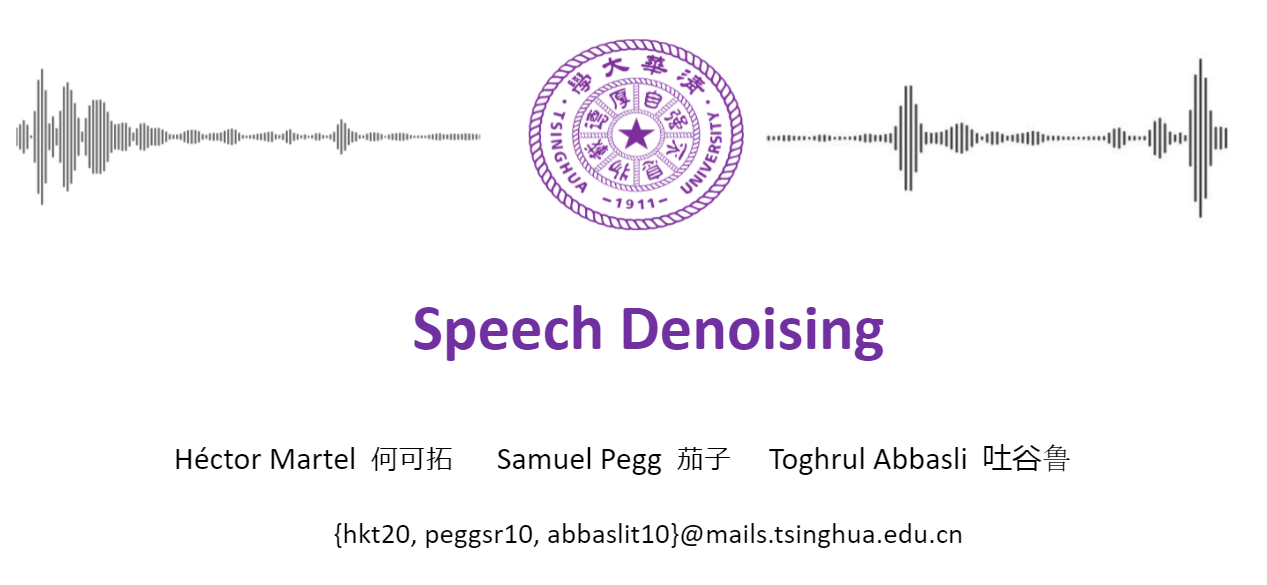 清華大學
自强不息
厚德載物
· TSINGHUA UNIVERSITY ·
–1911–
Speech Denoising
Héctor Martel 何可拓 Samuel Pegg 茄子 Toghrul Abbasli 吐谷鲁
{hkt20, peggsr10, abbaslit10}@mails.tsinghua.edu.cn